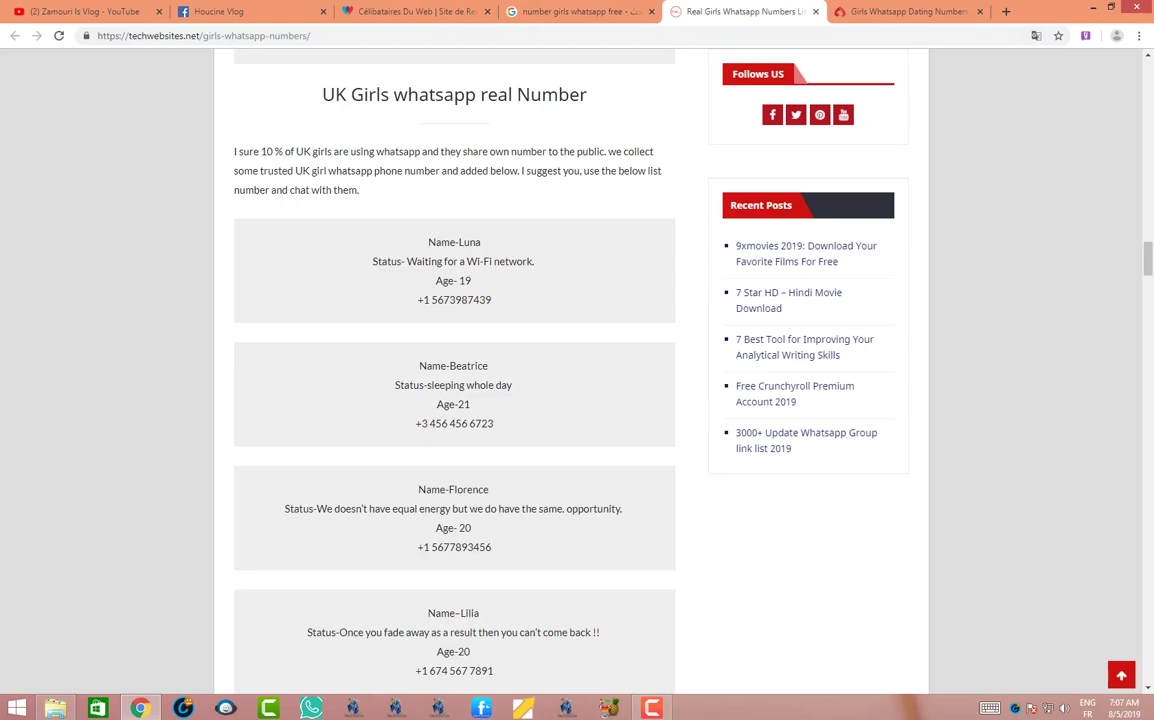 (2) Zamouri Is Vlog - YouTube
Houcine Vlog
Célibataires Du Web | Site de Re
number girls whatsapp free -
Real Girls Whatsapp Numbers Li
Girls Whatsapp Dating Numbers
https://techwebsites.net/girls-whatsapp-numbers/
UK Girls whatsapp real Number
I sure 10 % of UK girls are using whatsapp and they share own number to the public. we collect
some trusted UK girl whatsapp phone number and added below. I suggest you, use the below list
number and chat with them.
Name-Luna
Status- Waiting for a Wi-Fi network.
Age- 19
+1 5673987439
Name-Beatrice
Status-sleeping whole day
Age-21
+3 456 456 6723
Name-Florence
Status-We doesn't have equal energy but we do have the same. opportunity.
Age- 20
+1 5677893456
Name–Lilia
Status-Once you fade away as a result then you can't come back !!
Age-20
+1 674 567 7891
Follows US
Recent Posts
9xmovies 2019: Download Your
Favorite Films For Free
7 Star HD – Hindi Movie
Download
7 Best Tool for Improving Your
Analytical Writing Skills
Free Crunchyroll Premium
Account 2019
3000+ Update Whatsapp Group
link list 2019
ENG
FR
7:07 AM
8/5/2019